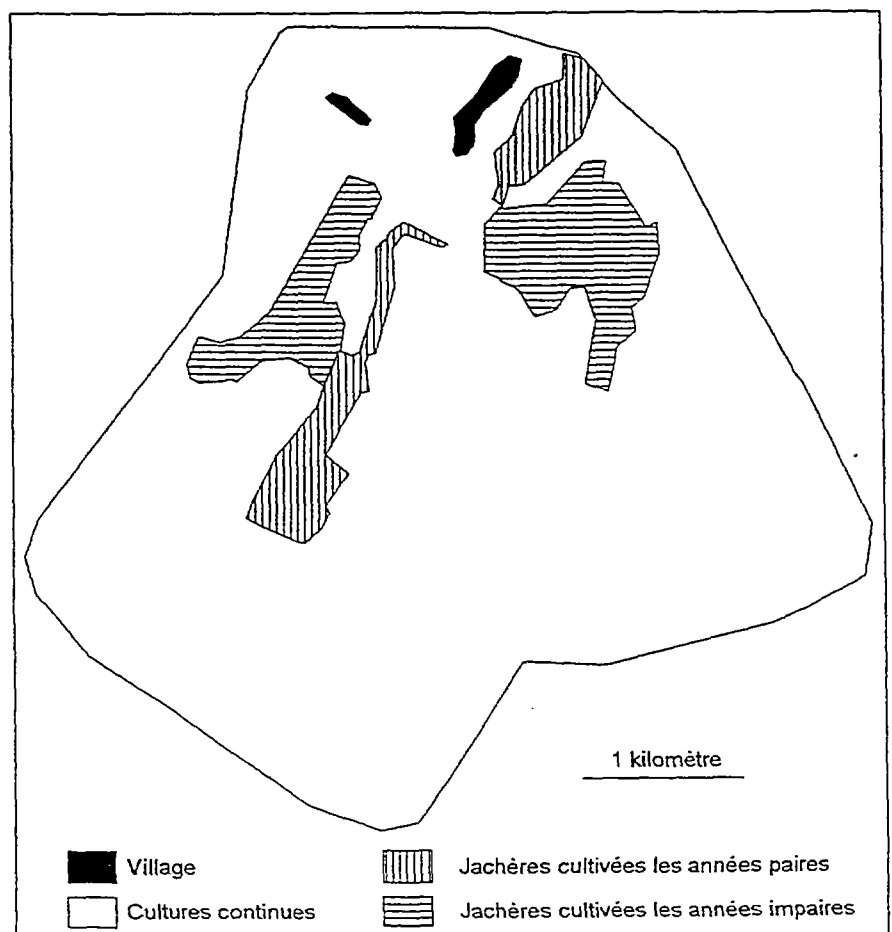 1 kilomètre
Village
Jachères cultivées les années paires
Cultures continues
Jachères cultivées les années impaires